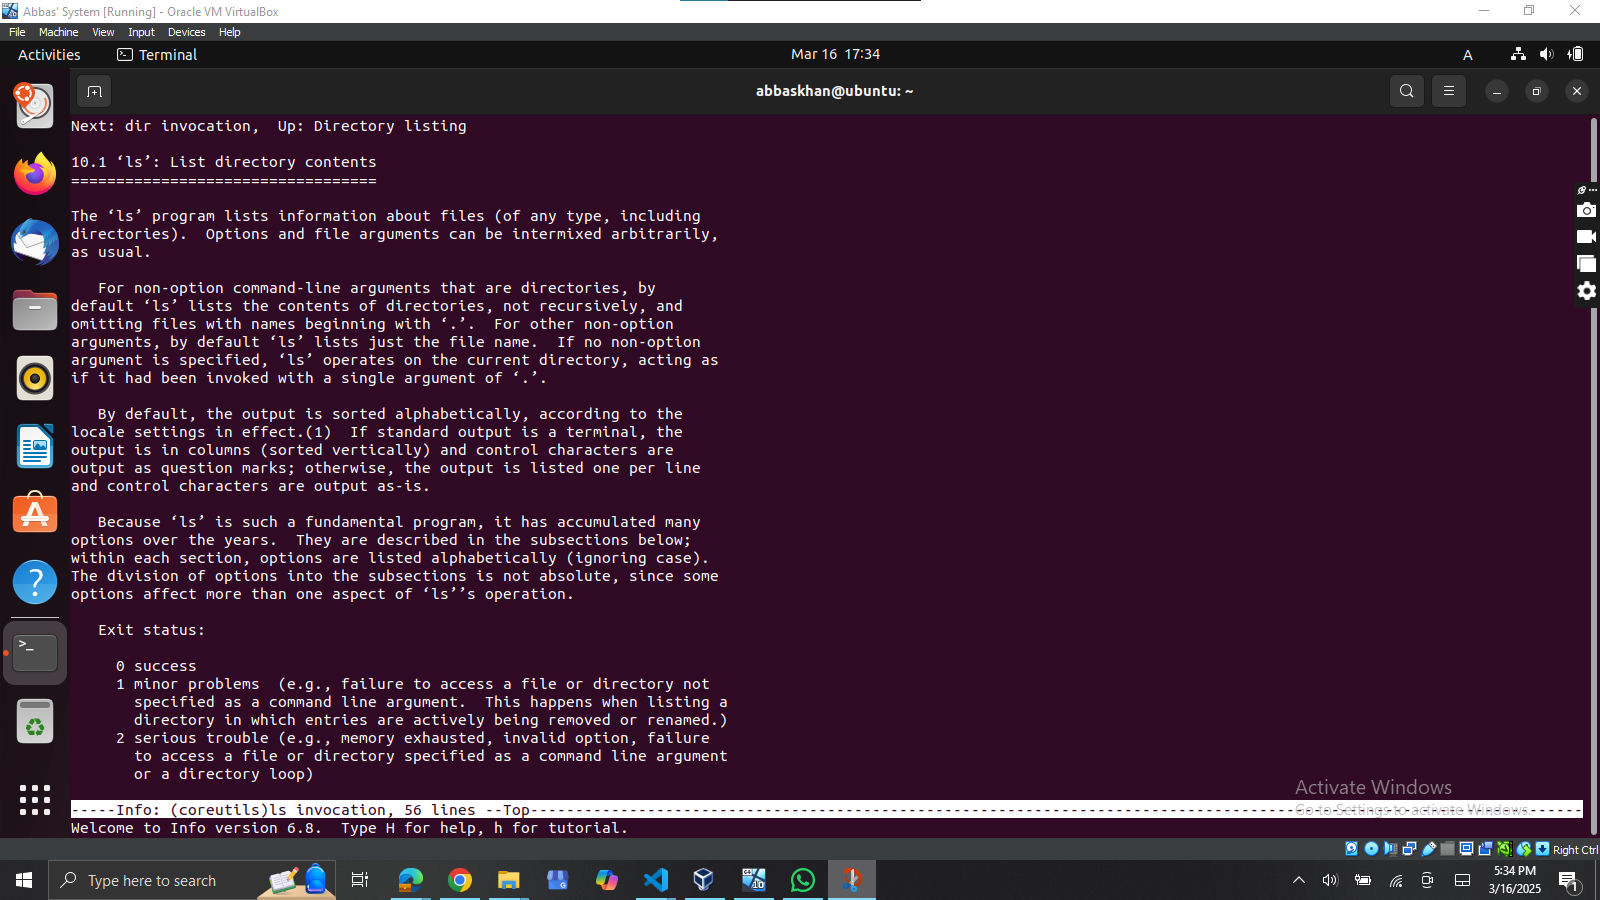 Abbas' System [Running] - Oracle VM VirtualBox
File Machine View Input Devices Help
Activities Terminal Mar 16 17:34 A
abbaskhan@ubuntu: ~
Next: dir invocation,  Up: Directory listing
10.1 ‘ls’: List directory contents
==================================
The ‘ls’ program lists information about files (of any type, including
directories).  Options and file arguments can be intermixed arbitrarily,
as usual.
For non-option command-line arguments that are directories, by
default ‘ls’ lists the contents of directories, not recursively, and
omitting files with names beginning with ‘.’.  For other non-option
arguments, by default ‘ls’ lists just the file name.  If no non-option
argument is specified, ‘ls’ operates on the current directory, acting as
if it had been invoked with a single argument of ‘.’.
By default, the output is sorted alphabetically, according to the
locale settings in effect.(1)  If standard output is a terminal, the
output is in columns (sorted vertically) and control characters are
output as question marks; otherwise, the output is listed one per line
and control characters are output as-is.
Because ‘ls’ is such a fundamental program, it has accumulated many
options over the years.  They are described in the subsections below;
within each section, options are listed alphabetically (ignoring case).
The division of options into the subsections is not absolute, since some
options affect more than one aspect of ‘ls’’s operation.
Exit status:
0 success
1 minor problems  (e.g., failure to access a file or directory not
specified as a command line argument.  This happens when listing a
directory in which entries are actively being removed or renamed.)
2 serious trouble (e.g., memory exhausted, invalid option, failure
to access a file or directory specified as a command line argument
or a directory loop)
Activate Windows
Go to Settings to activate Windows.
-----Info: (coreutils)ls invocation, 56 lines --Top-----
Welcome to Info version 6.8.  Type H for help, h for tutorial.
Right Ctrl
Type here to search
5:34 PM
3/16/2025
1